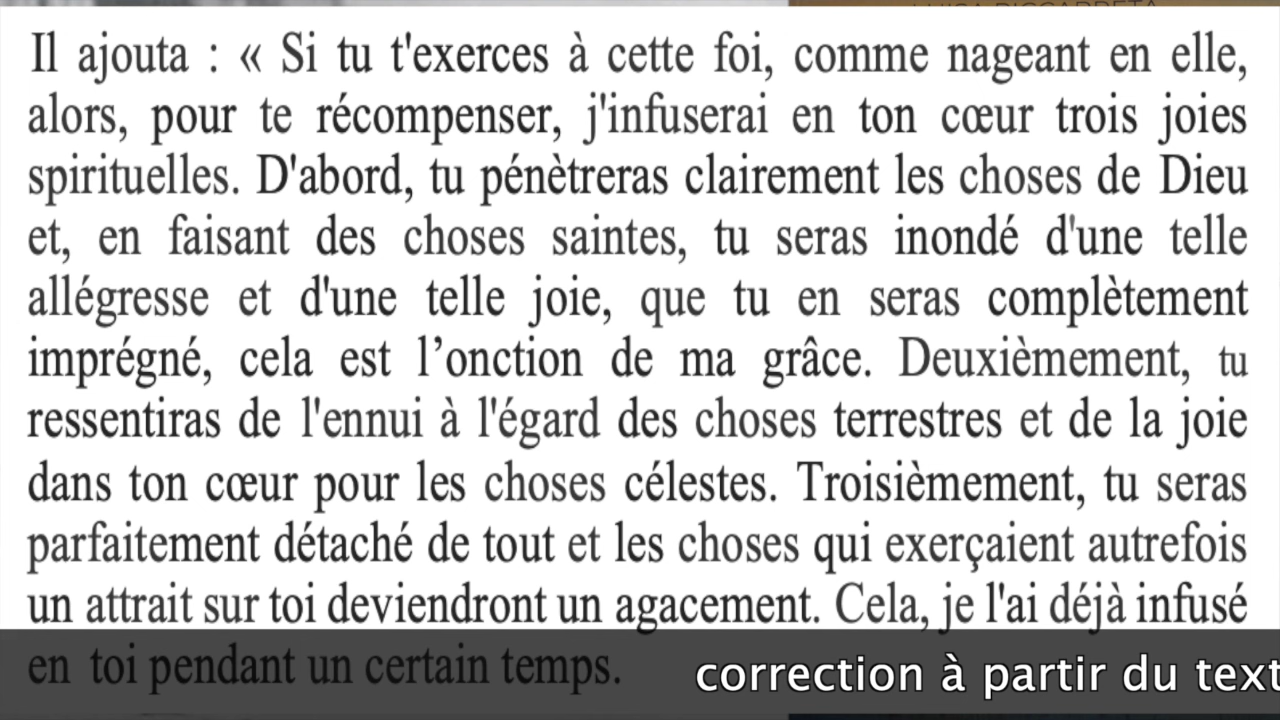 Il ajouta : « Si tu t'exerces à cette foi, comme nageant en elle,
alors, pour te récompenser, j'infuserai en ton cœur trois joies
spirituelles. D'abord, tu pénètreras clairement les choses de Dieu
et, en faisant des choses saintes, tu seras inondé d'une telle
allégresse et d'une telle joie, que tu en seras complètement
imprégné, cela est l’onction de ma grâce. Deuxièmement, tu
ressentiras de l'ennui à l'égard des choses terrestres et de la joie
dans ton cœur pour les choses célestes. Troisièmement, tu seras
parfaitement détaché de tout et les choses qui exerçaient autrefois
un attrait sur toi deviendront un agacement. Cela, je l'ai déjà infusé
en toi pendant un certain temps.
correction à partir du text